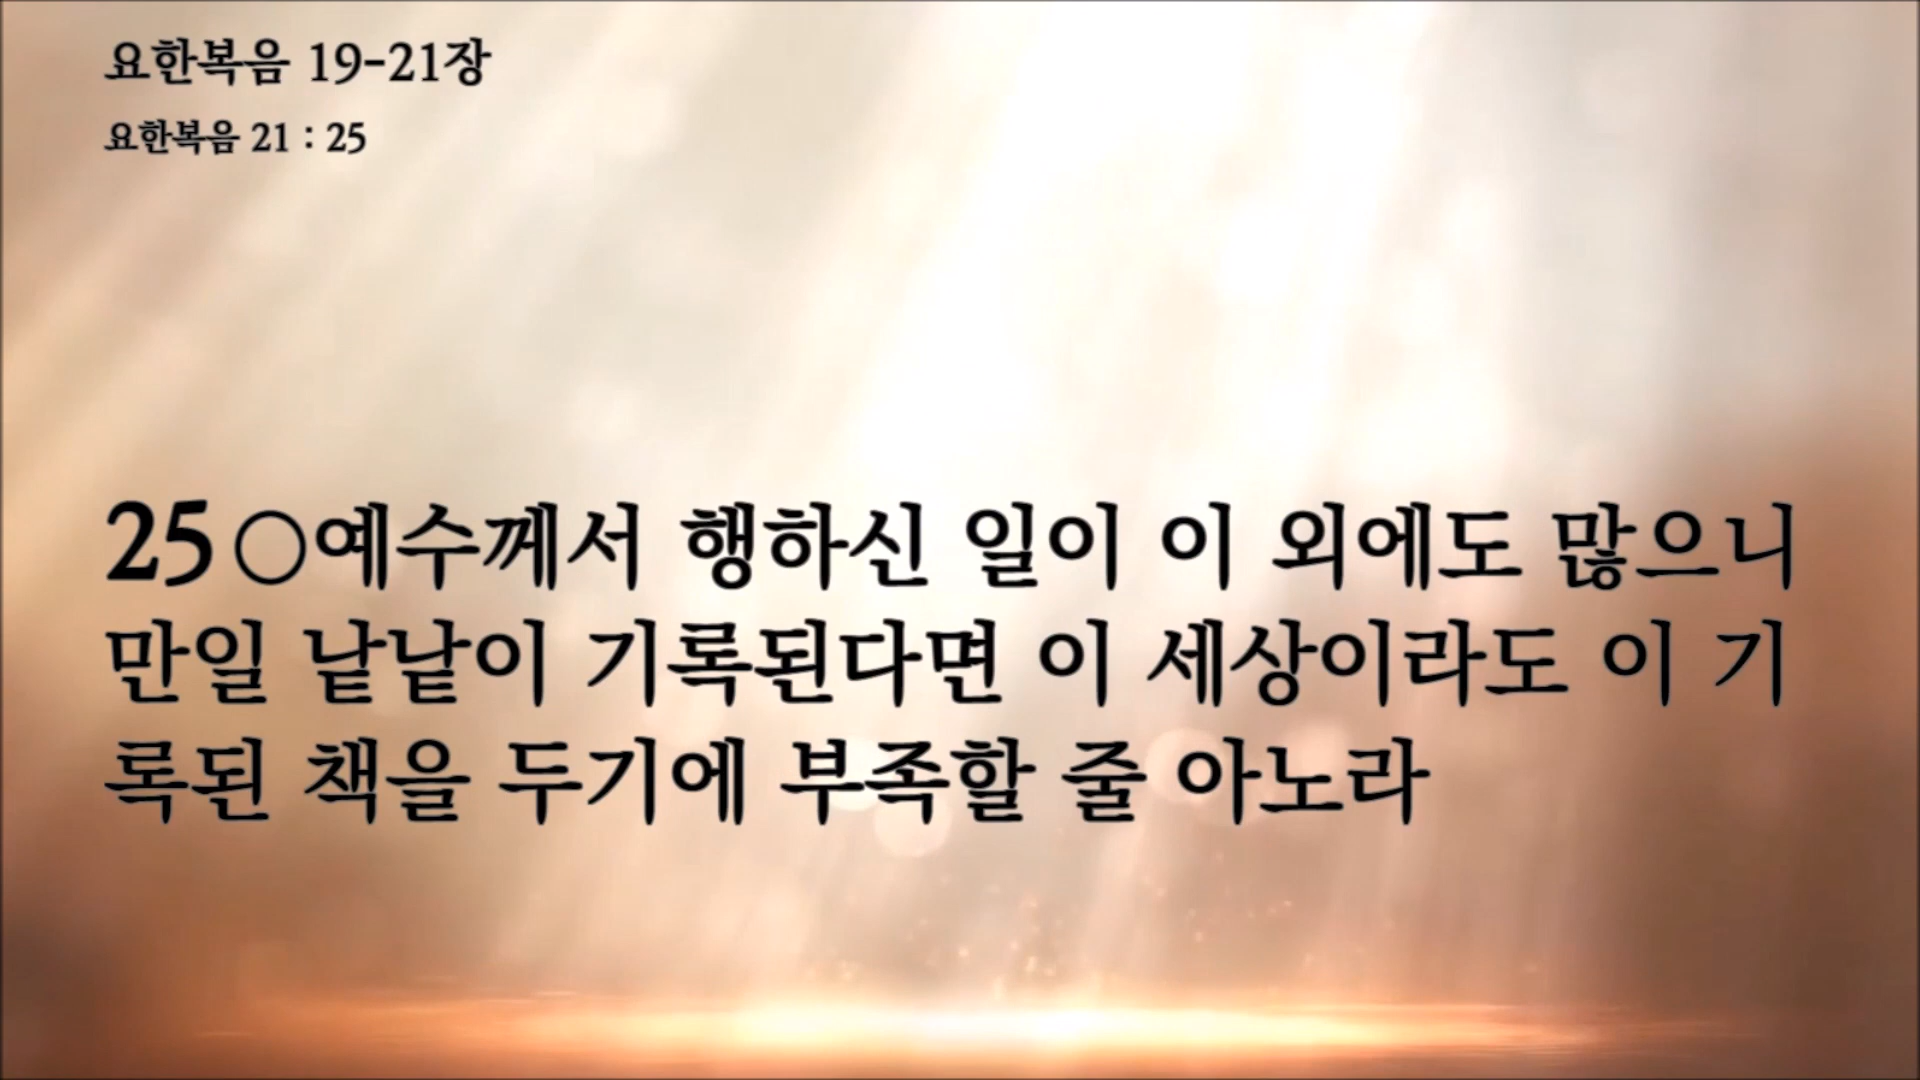 요한복음 19-21장
요한복음 21 : 25
25○예수께서 행하신 일이 이 외에도 많으니
만일 낱낱이 기록된다면 이 세상이라도 이 기
록된 책을 두기에 부족할 줄 아노라